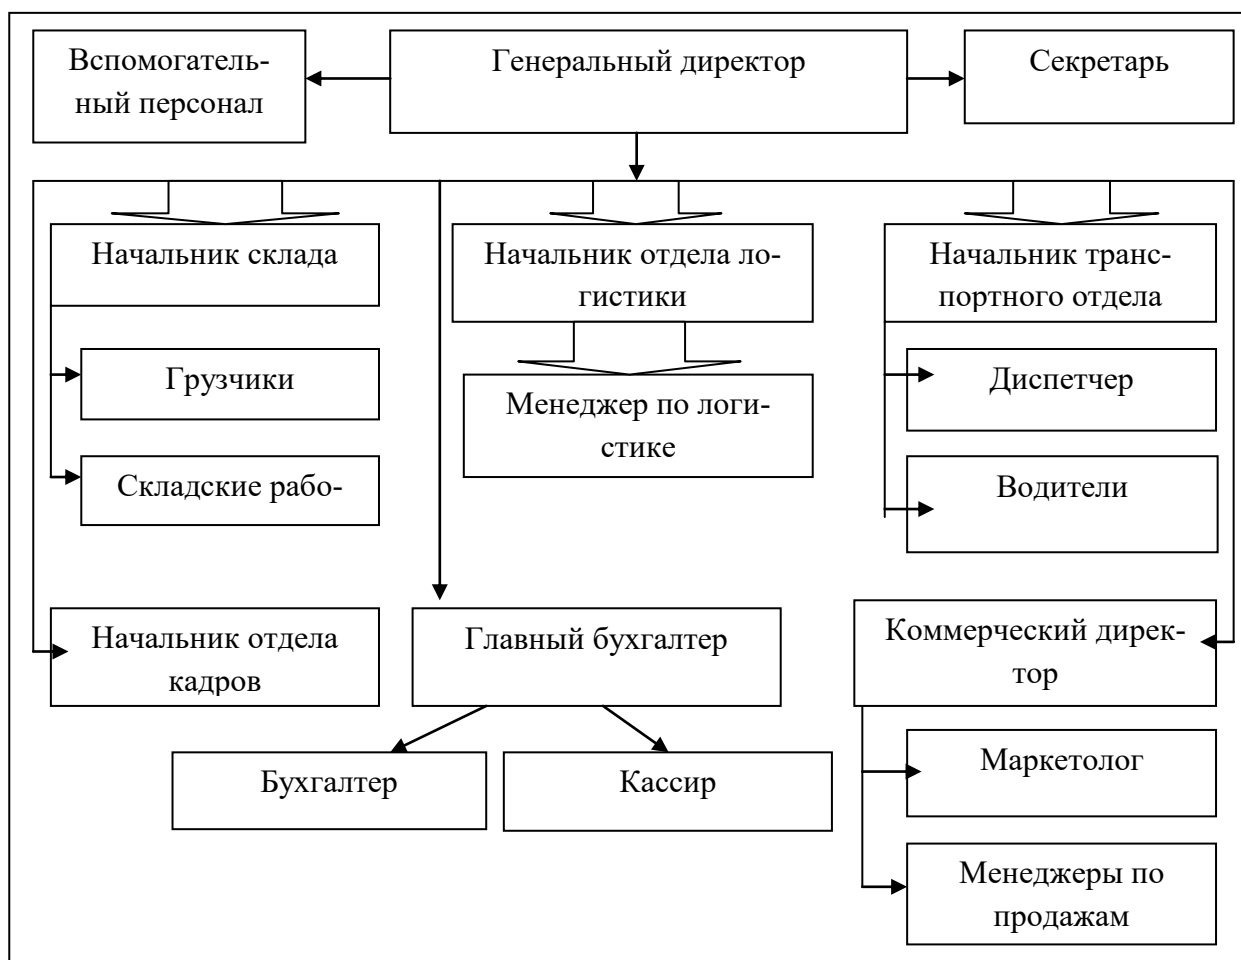 Вспомогатель-
ный персонал
Генеральный директор
Секретарь
Начальник склада
Начальник отдела ло-
гистики
Начальник транс-
портного отдела
Грузчики
Менеджер по логи-
стике
Диспетчер
Складские рабо-
Водители
Начальник отдела
кадров
Главный бухгалтер
Коммерческий дирек-
тор
Бухгалтер
Кассир
Маркетолог
Менеджеры по
продажам